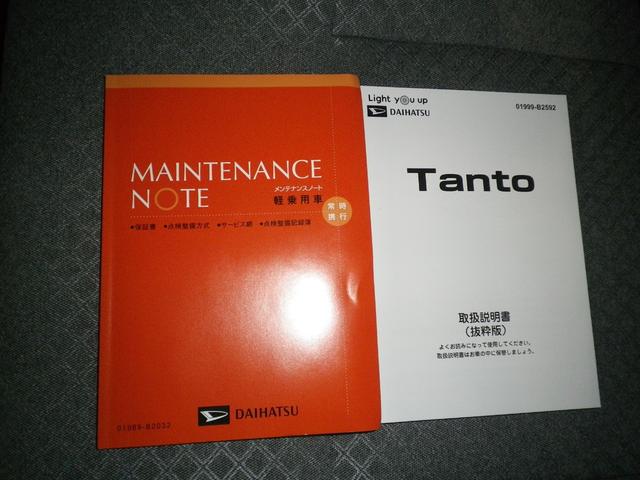 MAINTENANCE
NOTE
メンテナンスノート
軽乗用車
常時
携行
●保証書 ●点検整備方式 ●サービス網 ●点検整備記録簿
DAIHATSU
01989-B2032
Light you up
DAIHATSU
01999-B2592
Tanto
取扱説明書
(抜粋版)
よくお読みになって使用してください。
取扱説明書はお車の中に保管しましょう。